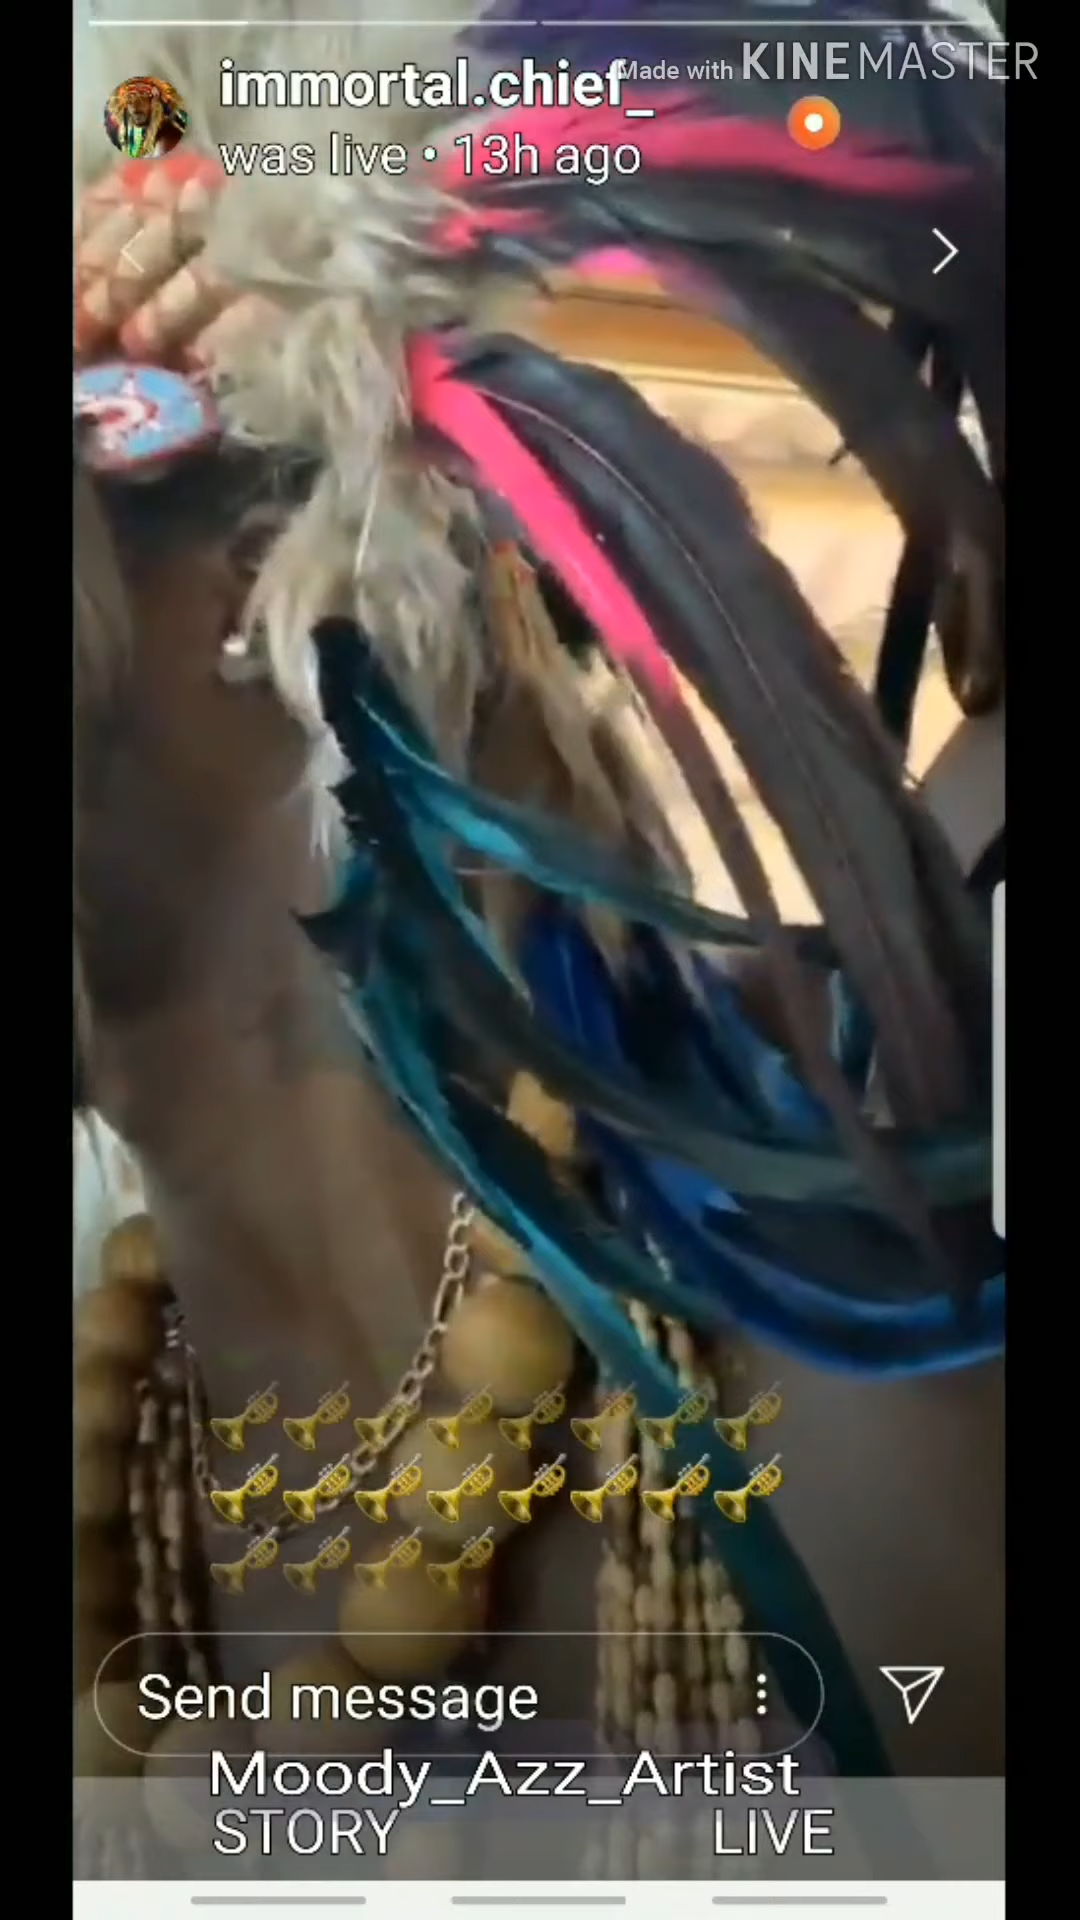 Made with KINEMASTER
immortal.chief_
was live • 13h ago
Send message
Moody_Azz_Artist
STORY
LIVE